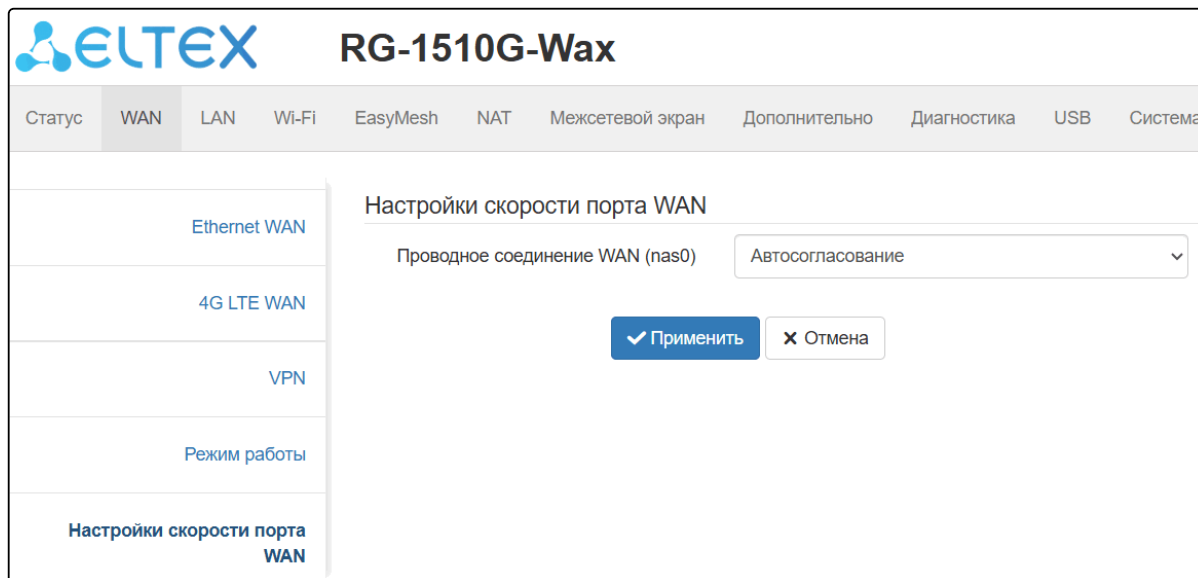 ELTEX RG-1510G-Wax
Статус WAN LAN Wi-Fi EasyMesh NAT Межсетевой экран Дополнительно Диагностика USB Система
Ethernet WAN
4G LTE WAN
VPN
Режим работы
Настройки скорости порта
WAN
Настройки скорости порта WAN
Проводное соединение WAN (nas0) Автосогласование
Применить Отмена